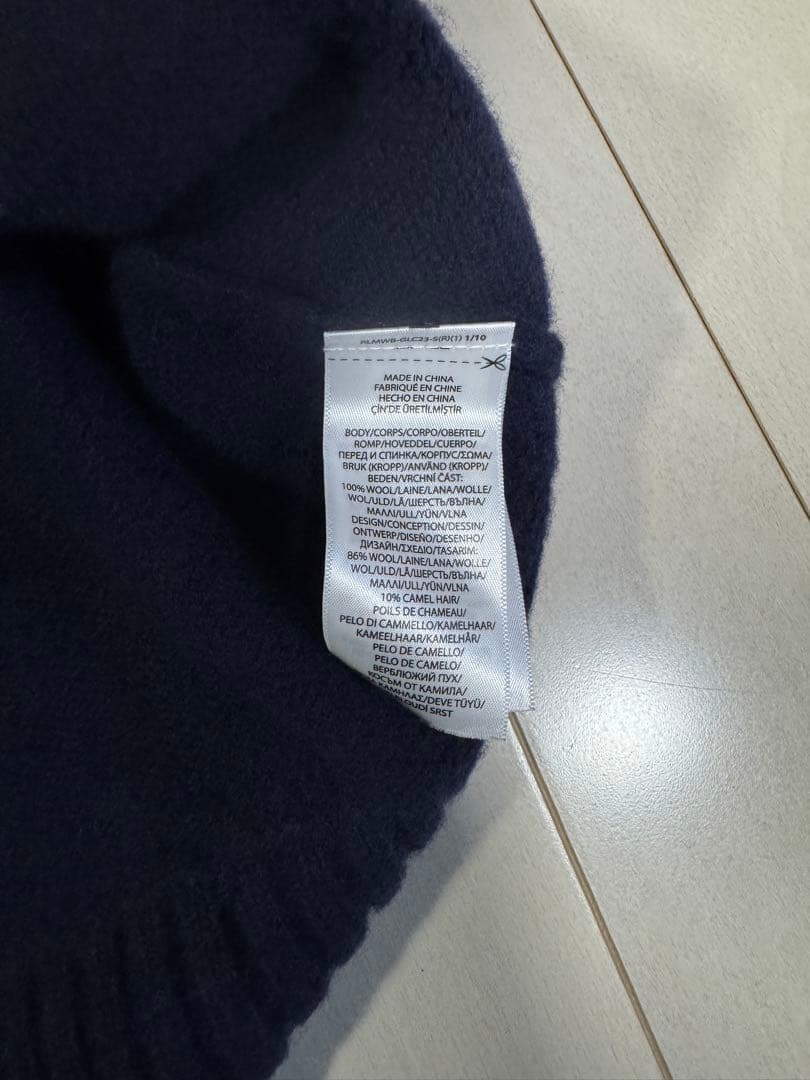 RLMWB-GLC23-S(R)(1) 1/10
MADE IN CHINA
FABRIQUÉ EN CHINE
HECHO EN CHINA
ÇİN'DE ÜRETİLMİŞTİR
BODY/CORPS/CORPO/OBERTEIL/
ROMP/HOVEDDEL/CUERPO/
ПЕРЕД И СПИНКА/КОРПУС/ΣΩΜΑ/
BRUK (KROPP)/ANVÄND (KROPP)/
BEDEN/VRCHNÍ ČÁST:
100% WOOL/LAINE/LANA/WOLLE/
WOL/ULD/LÃ/ШЕРСТЬ/ВЪЛНА/
ΜΑΛΛΙ/ULL/YÜN/VLNA
DESIGN/CONCEPTION/DESSIN/
ONTWERP/DISEÑO/DESENHO/
ДИЗАЙН/ΣΧΕΔΙΟ/TASARIM:
86% WOOL/LAINE/LANA/WOLLE/
WOL/ULD/LÃ/ШЕРСТЬ/ВЪЛНА/
ΜΑΛΛΙ/ULL/YÜN/VLNA
10% CAMEL HAIR/
POILS DE CHAMEAU/
PELO DI CAMMELLO/KAMELHAAR/
KAMEELHAAR/KAMELHÅR/
PELO DE CAMELLO/
PELO DE CAMELO/
ВЕРБЛЮЖИЙ ПУХ/
КОСЪМ ОТ КАМИЛА/
ΚΑΜΗΛΑΣ/DEVE TÜYÜ/
SRST